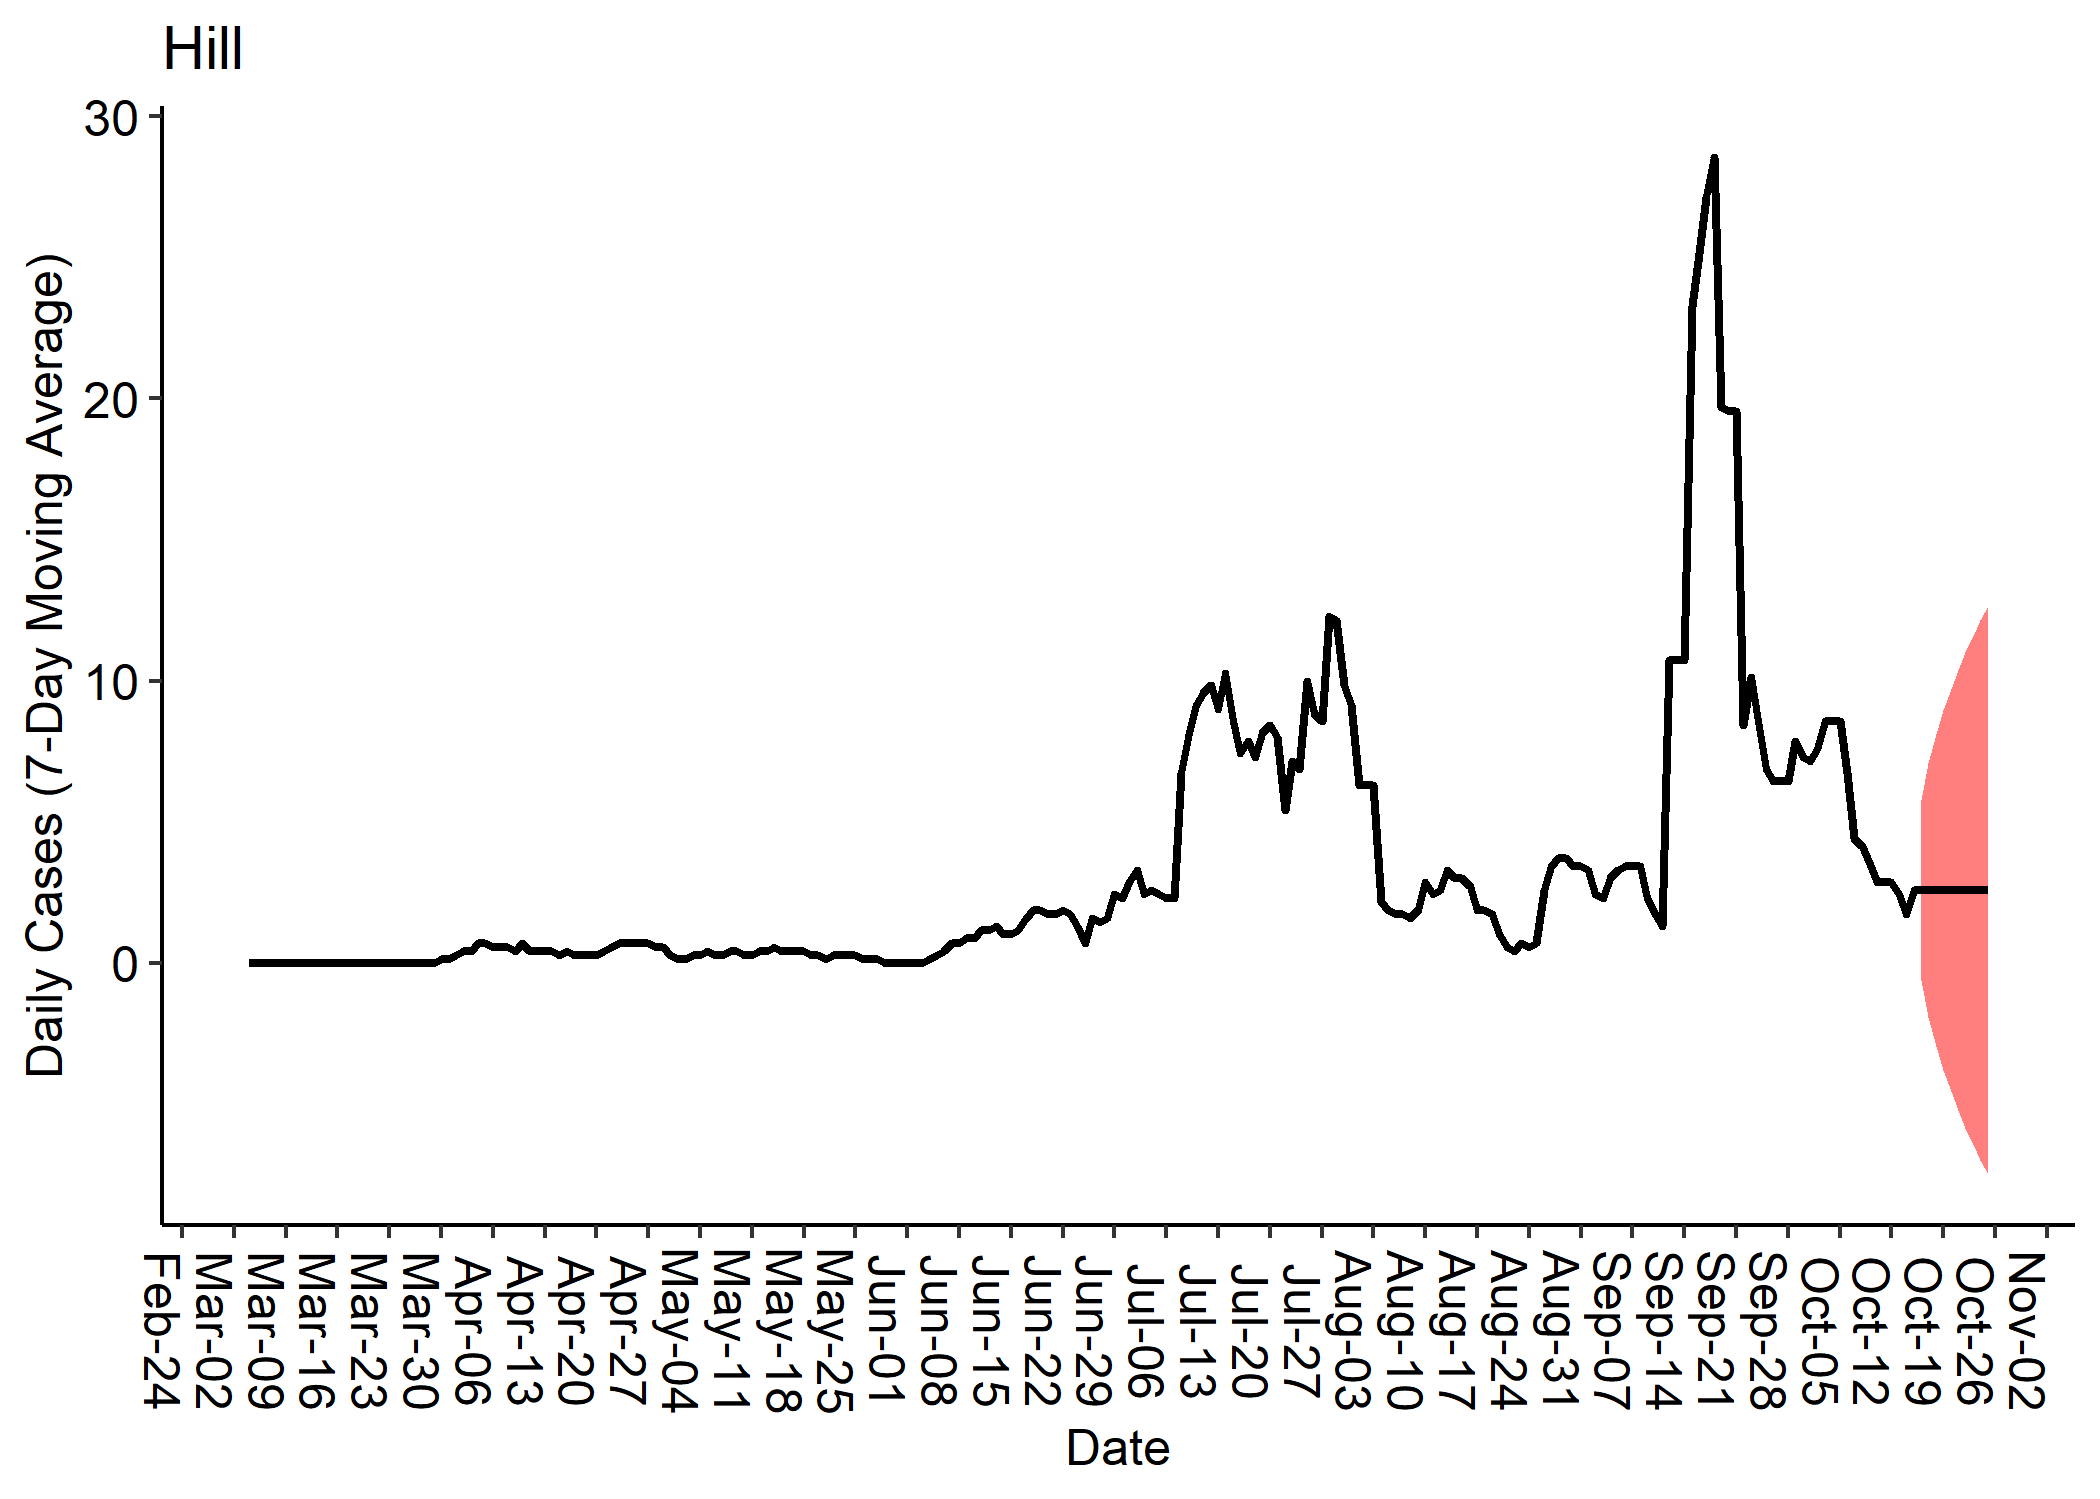 Hill
30
20
10
0
Daily Cases (7-Day Moving Average)
Feb-24
Mar-02
Mar-09
Mar-16
Mar-23
Mar-30
Apr-06
Apr-13
Apr-20
Apr-27
May-04
May-11
May-18
May-25
Jun-01
Jun-08
Jun-15
Jun-22
Jun-29
Jul-06
Jul-13
Jul-20
Jul-27
Aug-03
Aug-10
Aug-17
Aug-24
Aug-31
Sep-07
Sep-14
Sep-21
Sep-28
Oct-05
Oct-12
Oct-19
Oct-26
Nov-02
Date